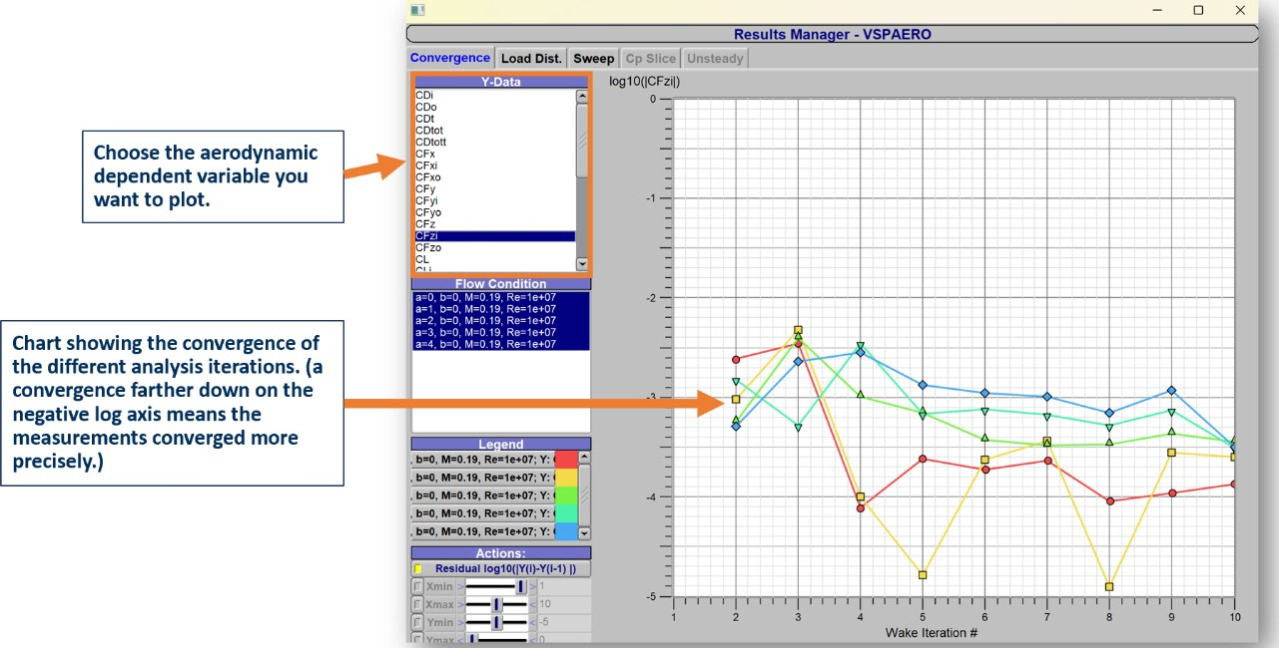 Results Manager - VSPAERO
Convergence Load Dist. Sweep Cp Slice Unsteady
Choose the aerodynamic
dependent variable you
want to plot.
Y-Data
CDi
CDo
CDt
CDtot
CDtott
CFx
CFxi
CFxo
CFy
CFyi
CFyo
CFz
CFzi
CFzo
CL
Chart showing the convergence of
the different analysis iterations. (a
convergence farther down on the
negative log axis means the
measurements converged more
precisely.)
Flow Condition
a=0, b=0, M=0.19, Re=1e+07
a=1, b=0, M=0.19, Re=1e+07
a=2, b=0, M=0.19, Re=1e+07
a=3, b=0, M=0.19, Re=1e+07
a=4, b=0, M=0.19, Re=1e+07
Legend
, b=0, M=0.19, Re=1e+07; Y:
, b=0, M=0.19, Re=1e+07; Y:
, b=0, M=0.19, Re=1e+07; Y:
, b=0, M=0.19, Re=1e+07; Y:
, b=0, M=0.19, Re=1e+07; Y:
Actions:
Residual log10(|Y(i)-Y(i-1) |)
Xmin > > 1
Xmax > < 10
Ymin > < -5
Ymax < < 0
log10(|CFzi|)
0
-1
-2
-3
-4
-5
1 2 3 4 5 6 7 8 9 10
Wake Iteration #